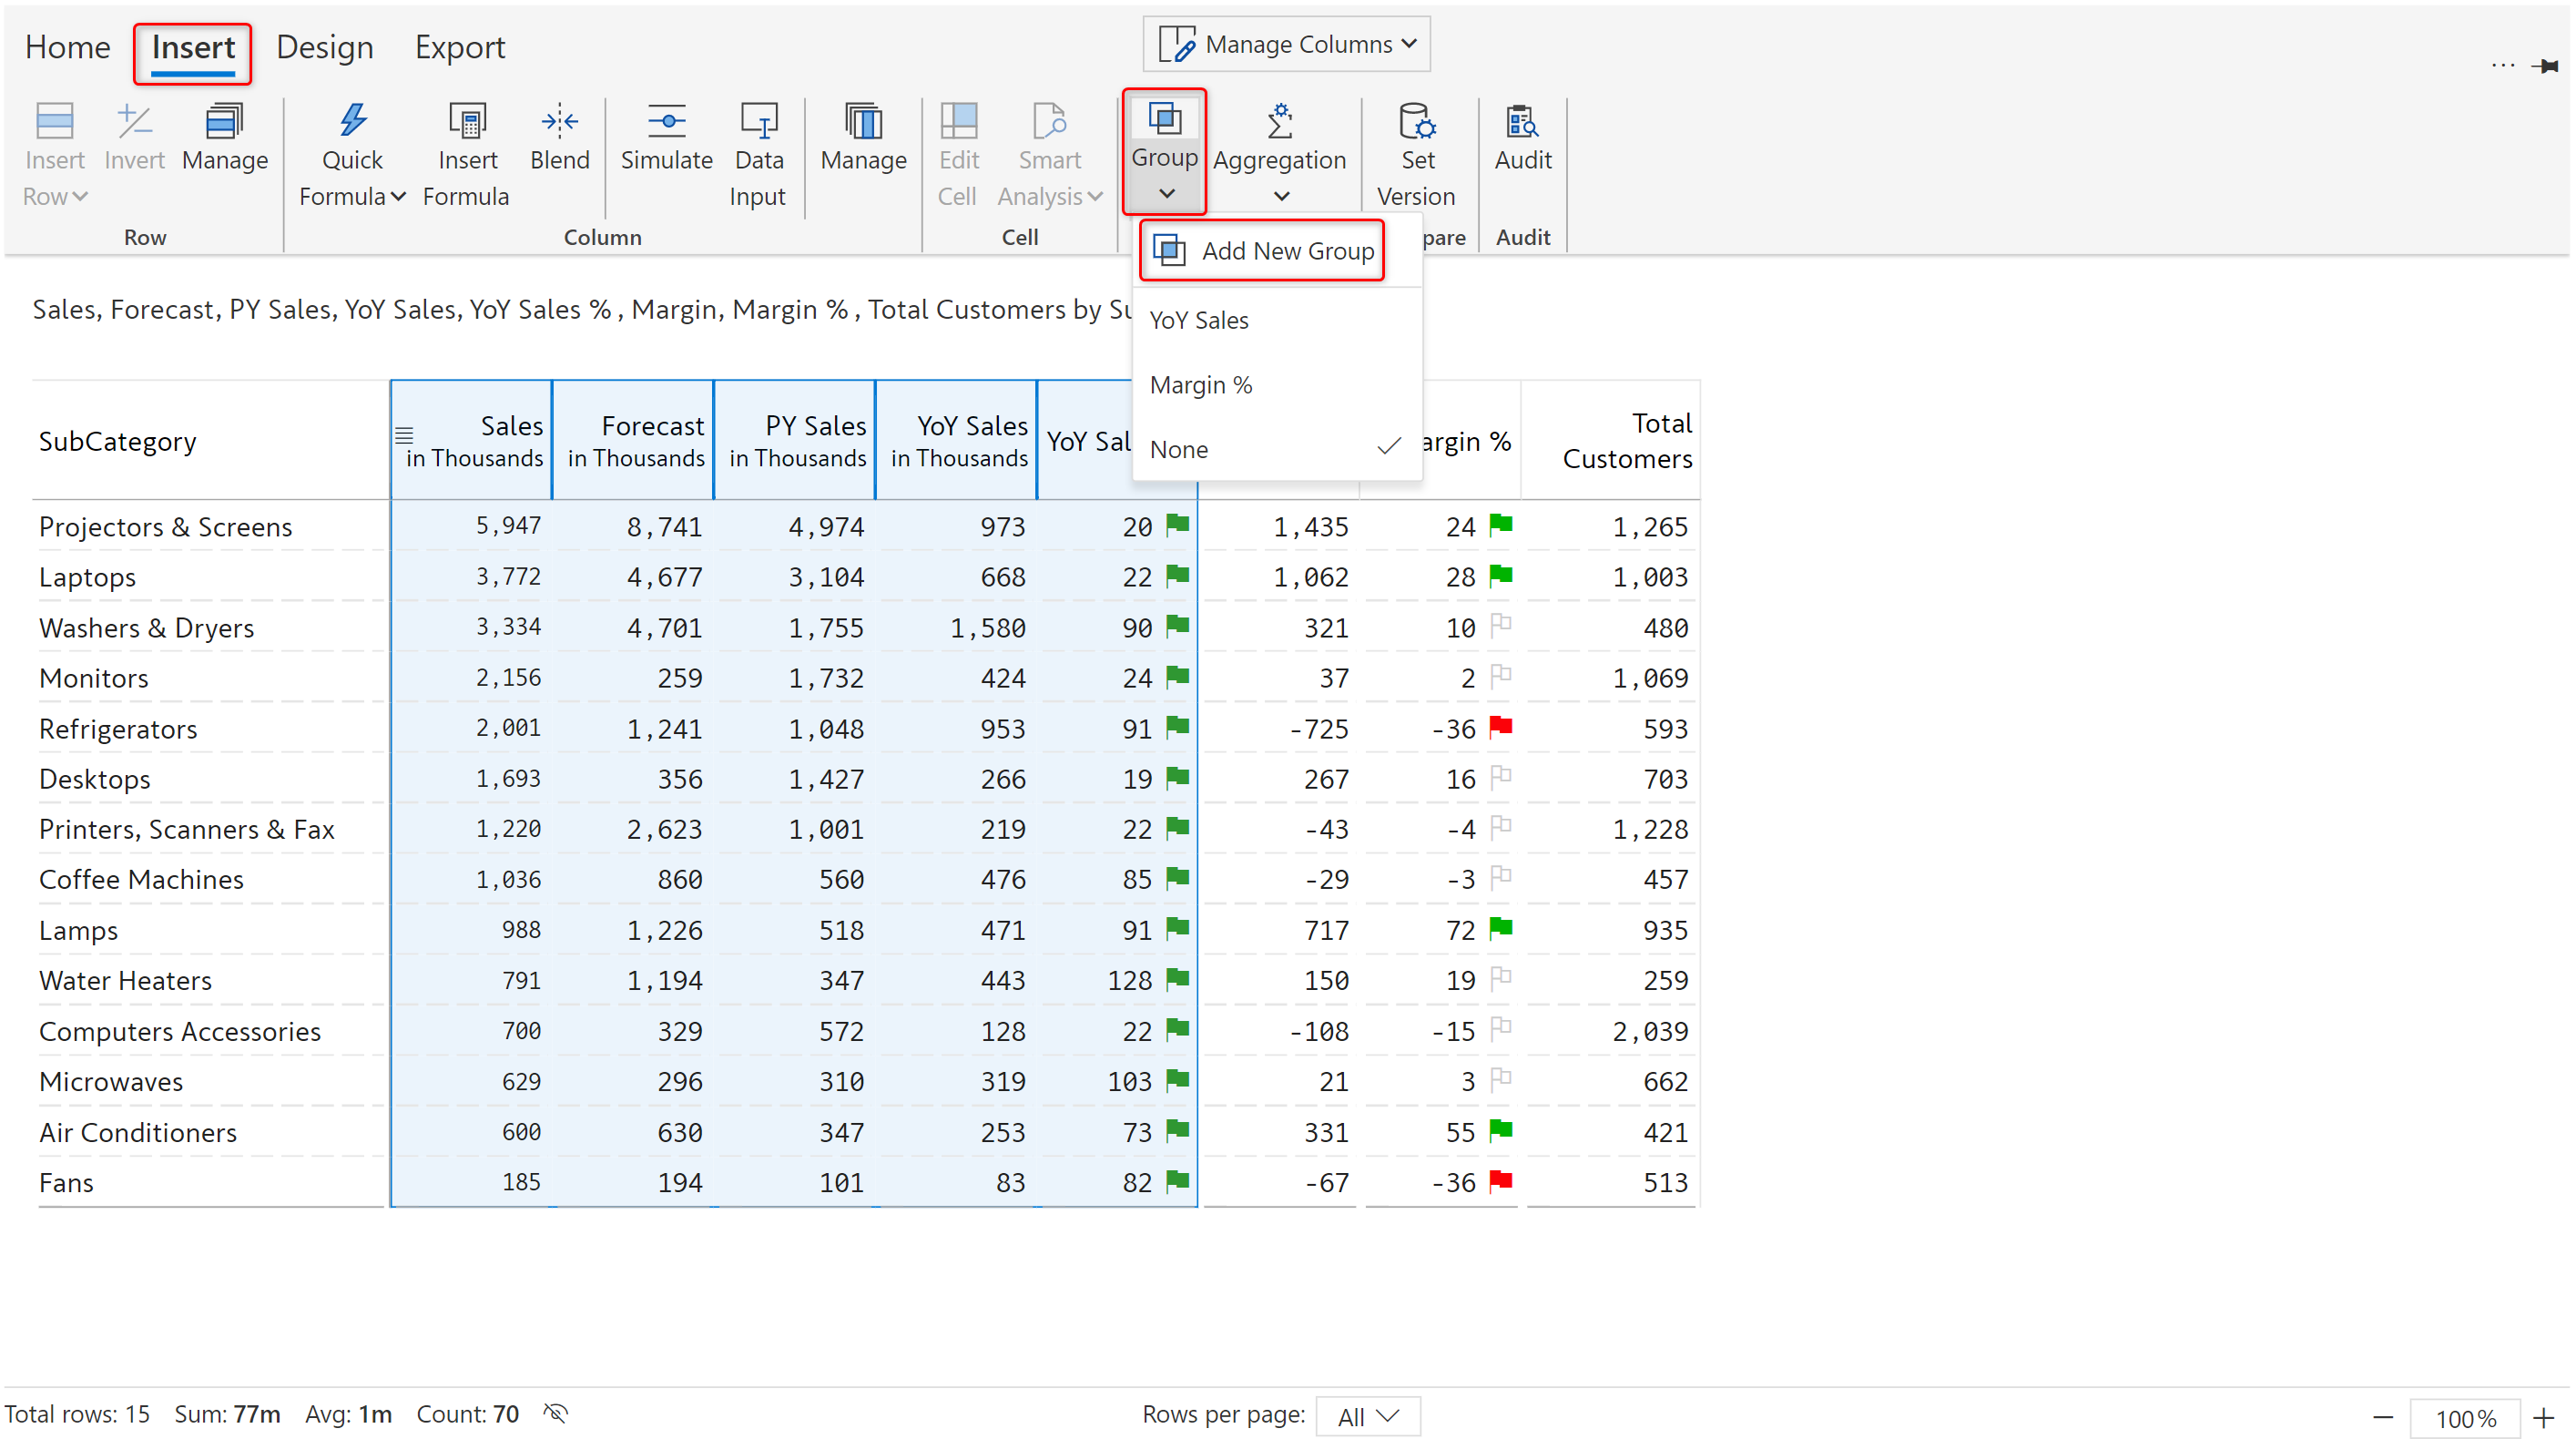 Home Insert Design Export
Manage Columns
Insert Row
Invert
Manage
Row
Quick Formula
Insert Formula
Blend
Simulate
Data Input
Manage
Column
Edit Cell
Smart Analysis
Cell
Group
Aggregation
Set Version
pare
Audit
Audit
Add New Group
YoY Sales
Margin %
None
Sales, Forecast, PY Sales, YoY Sales, YoY Sales % , Margin, Margin % , Total Customers by Su
SubCategory Sales in Thousands Forecast in Thousands PY Sales in Thousands YoY Sales in Thousands YoY Sal argin % Total Customers
Projectors & Screens 5,947 8,741 4,974 973 20 1,435 24 1,265
Laptops 3,772 4,677 3,104 668 22 1,062 28 1,003
Washers & Dryers 3,334 4,701 1,755 1,580 90 321 10 480
Monitors 2,156 259 1,732 424 24 37 2 1,069
Refrigerators 2,001 1,241 1,048 953 91 -725 -36 593
Desktops 1,693 356 1,427 266 19 267 16 703
Printers, Scanners & Fax 1,220 2,623 1,001 219 22 -43 -4 1,228
Coffee Machines 1,036 860 560 476 85 -29 -3 457
Lamps 988 1,226 518 471 91 717 72 935
Water Heaters 791 1,194 347 443 128 150 19 259
Computers Accessories 700 329 572 128 22 -108 -15 2,039
Microwaves 629 296 310 319 103 21 3 662
Air Conditioners 600 630 347 253 73 331 55 421
Fans 185 194 101 83 82 -67 -36 513
Total rows: 15 Sum: 77m Avg: 1m Count: 70 Rows per page: All 100%